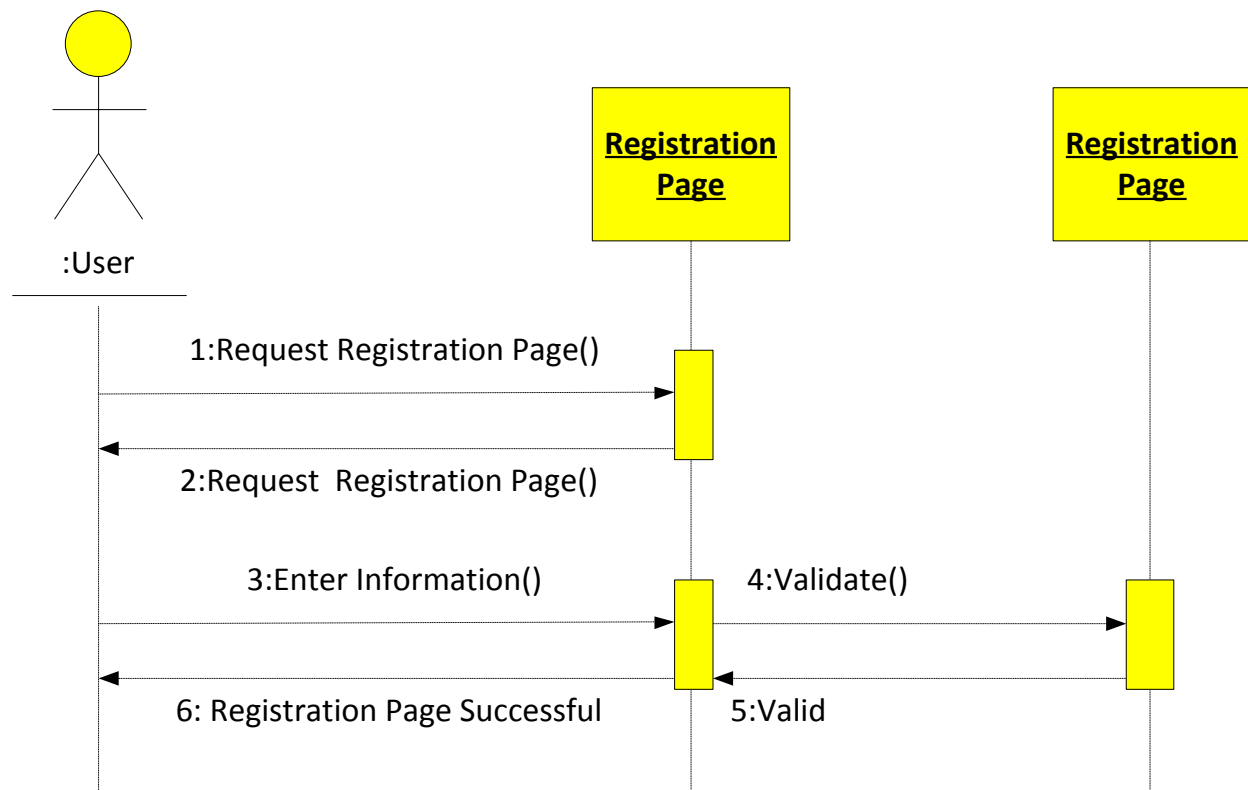 Registration
Page
Registration
Page
:User
1:Request Registration Page()
2:Request  Registration Page()
3:Enter Information()
4:Validate()
6: Registration Page Successful
5:Valid